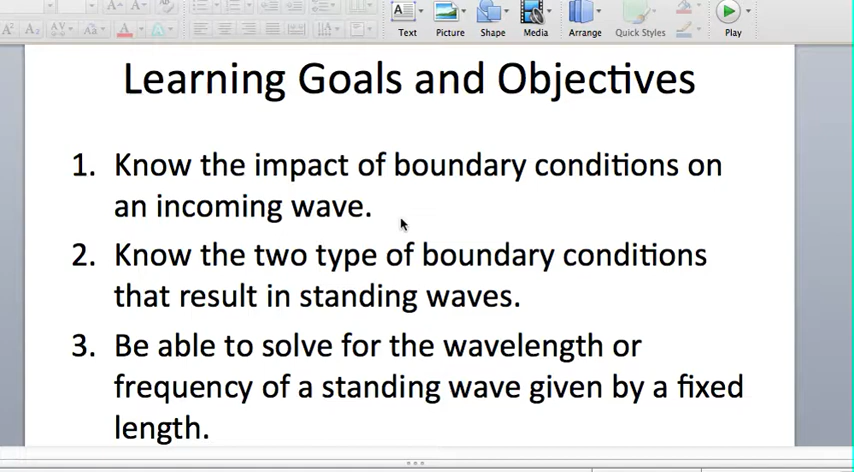 Text Picture Shape Media Arrange Quick Styles Play
Learning Goals and Objectives
1. Know the impact of boundary conditions on
an incoming wave.
2. Know the two type of boundary conditions
that result in standing waves.
3. Be able to solve for the wavelength or
frequency of a standing wave given by a fixed
length.